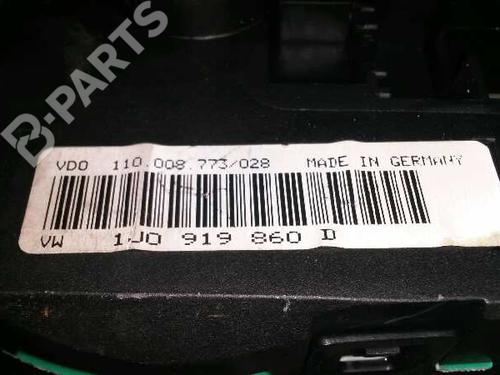 B-PARTS
VDO 110.008.773/028 MADE IN GERMANY
VW 1J0 919 860 D